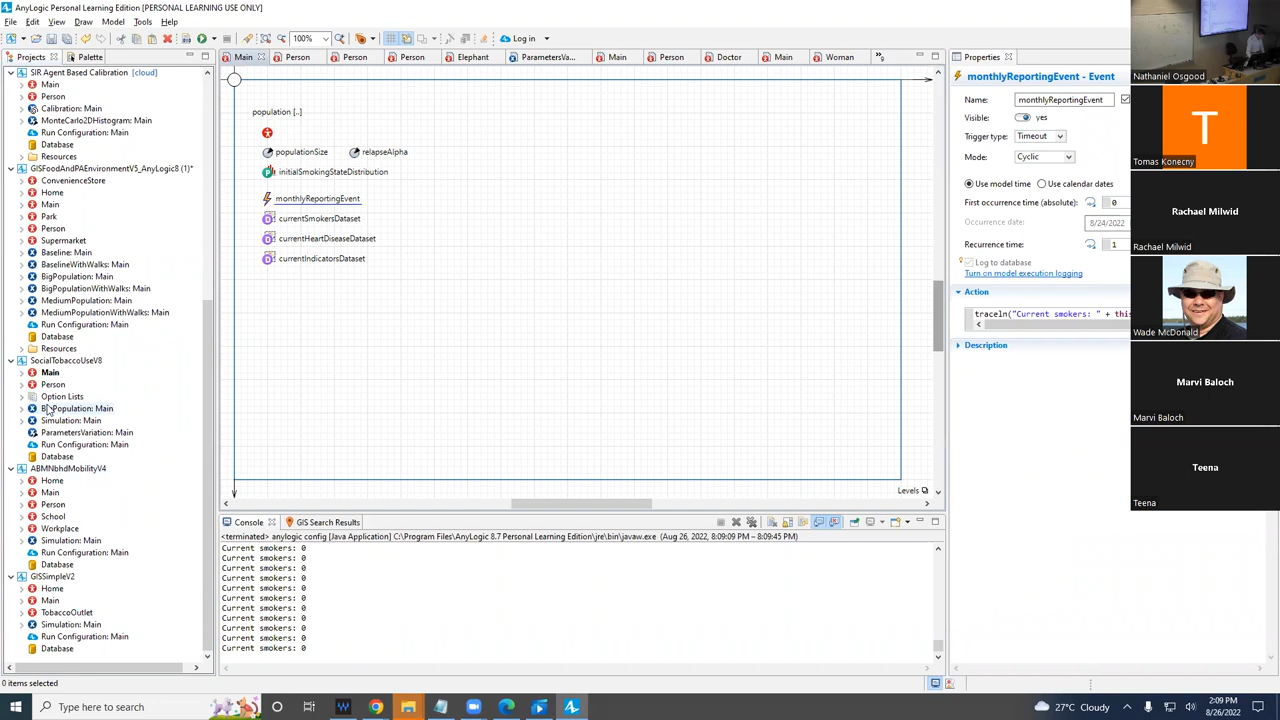 AnyLogic Personal Learning Edition [PERSONAL LEARNING USE ONLY]
File Edit View Draw Model Tools Help
100% Log in
Projects Palette
Main Person Person Person Elephant ParametersVa... Main Person Doctor Main Woman
Properties
SIR Agent Based Calibration [cloud]
Main
Person
Calibration: Main
MonteCarlo2DHistogram: Main
Run Configuration: Main
Database
Resources
GISFoodAndPAEnvironmentV5_AnyLogic8 (1)*
ConvenienceStore
Home
Main
Park
Person
Supermarket
Baseline: Main
BaselineWithWalks: Main
BigPopulation: Main
BigPopulationWithWalks: Main
MediumPopulation: Main
MediumPopulationWithWalks: Main
Run Configuration: Main
Database
Resources
SocialTobaccoUseV8
Main
Person
Option Lists
BigPopulation: Main
Simulation: Main
ParametersVariation: Main
Run Configuration: Main
Database
ABMNbhdMobilityV4
Home
Main
Person
School
Workplace
Simulation: Main
Run Configuration: Main
Database
GISSimpleV2
Home
Main
TobaccoOutlet
Simulation: Main
Run Configuration: Main
Database
0 items selected
population [..]
populationSize relapseAlpha
initialSmokingStateDistribution
monthlyReportingEvent
currentSmokersDataset
currentHeartDiseaseDataset
currentIndicatorsDataset
Levels
Console GIS Search Results
<terminated> anylogic config [Java Application] C:\Program Files\AnyLogic 8.7 Personal Learning Edition\jre\bin\javaw.exe (Aug 26, 2022, 8:09:09 PM – 8:09:45 PM)
Current smokers: 0
Current smokers: 0
Current smokers: 0
Current smokers: 0
Current smokers: 0
Current smokers: 0
Current smokers: 0
Current smokers: 0
Current smokers: 0
Current smokers: 0
Current smokers: 0
monthlyReportingEvent - Event
Name: monthlyReportingEvent
Visible: yes
Trigger type: Timeout
Mode: Cyclic
Use model time Use calendar dates
First occurrence time (absolute): 0
Occurrence date: 8/24/2022
Recurrence time: 1
Log to database
Turn on model execution logging
Action
traceln("Current smokers: " + this
Description
Nathaniel Osgood
T
Tomas Konecny
Rachael Milwid
Rachael Milwid
Wade McDonald
Marvi Baloch
Marvi Baloch
Teena
Teena
Type here to search
27°C Cloudy
2:09 PM
8/26/2022